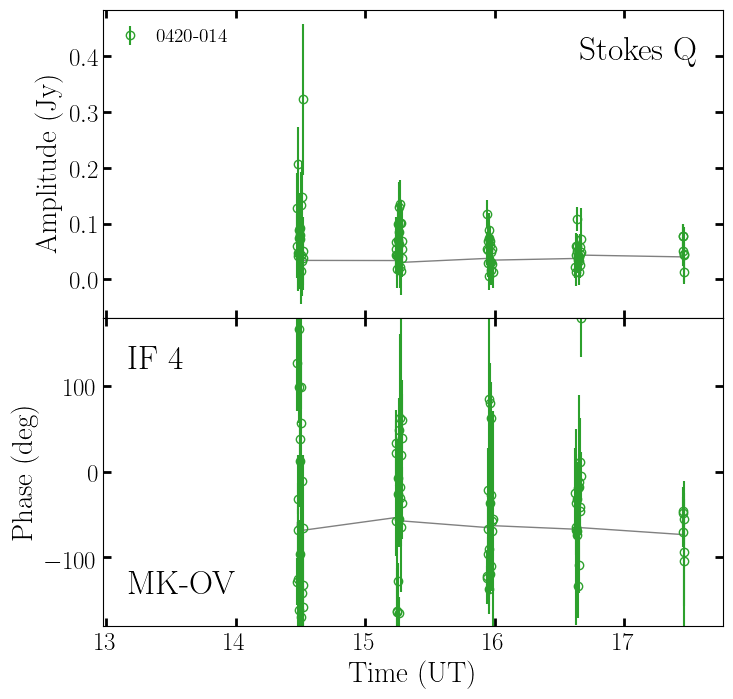 0420-014
Stokes Q
0.4
0.3
0.2
0.1
0.0
Amplitude (Jy)
IF 4
100
0
−100
Phase (deg)
MK-OV
13 14 15 16 17
Time (UT)